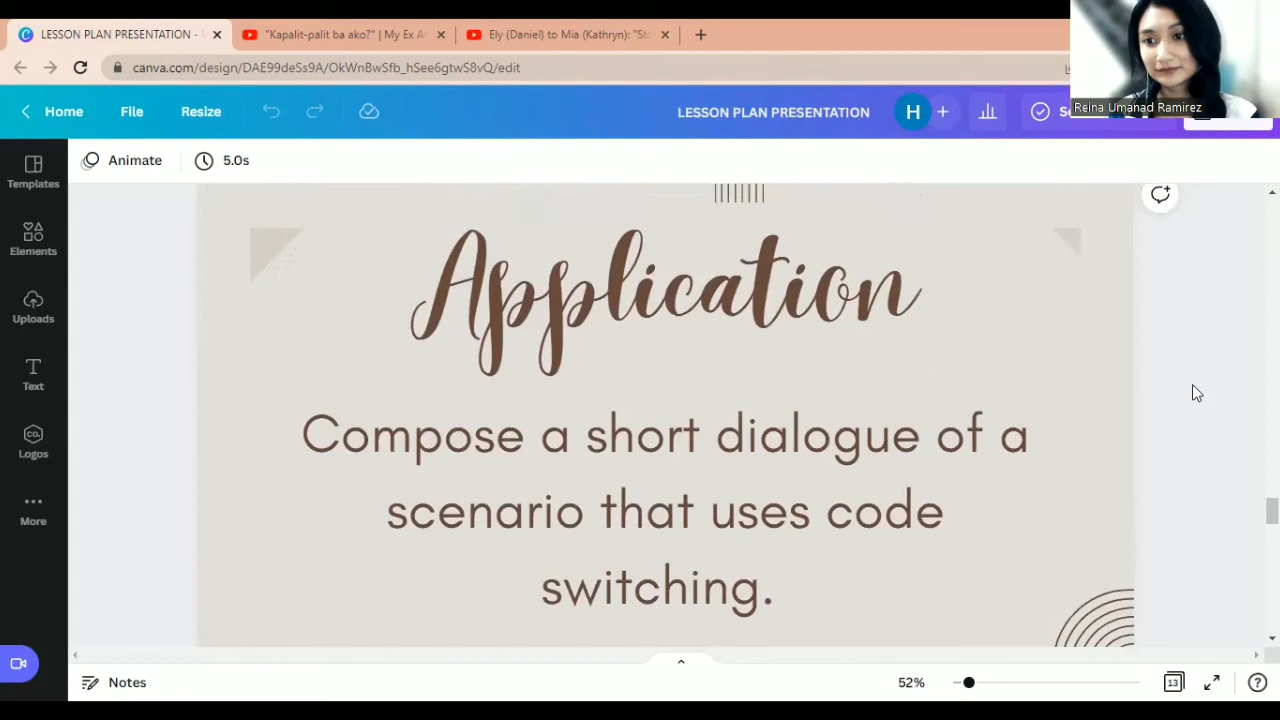 LESSON PLAN PRESENTATION -
"Kapalit-palit ba ako?" | My Ex
Ely (Daniel) to Mia (Kathryn): "St
canva.com/design/DAE99deSs9A/OkWnBwSfb_hSee6gtwS8vQ/edit
Reina Umanad Ramirez
Home
File
Resize
LESSON PLAN PRESENTATION
H
Animate
5.0s
Templates
Elements
Uploads
Text
CO.
Logos
More
Application
Compose a short dialogue of a
scenario that uses code
switching.
Notes
52%
13